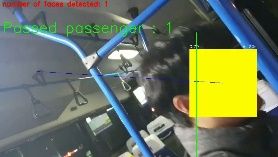 number of faces detected: 1
Passed passenger : 1